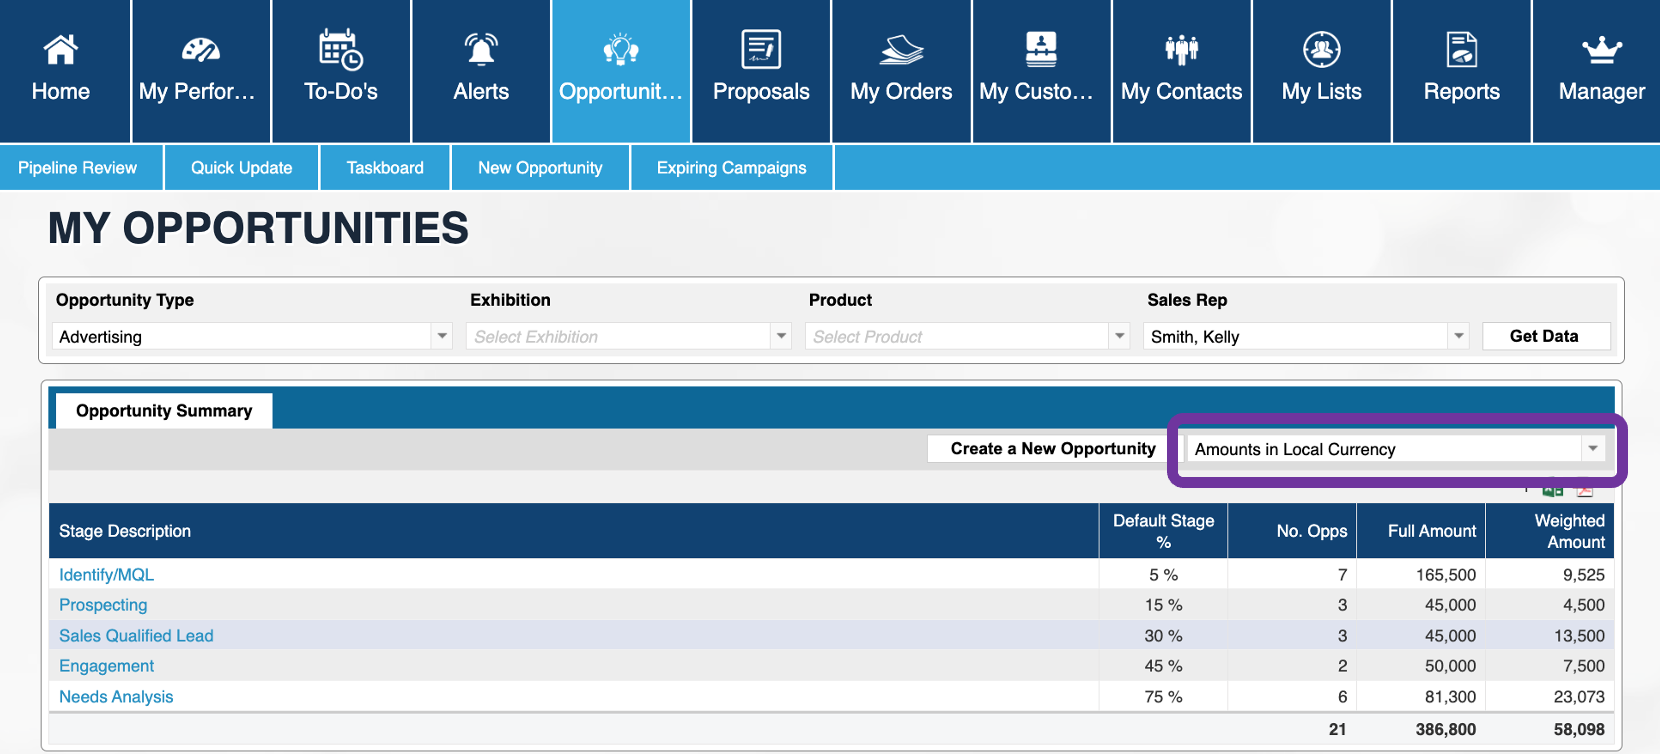 Home
My Perfor...
To-Do's
Alerts
Opportunit...
Proposals
My Orders
My Custo...
My Contacts
My Lists
Reports
Manager
Pipeline Review
Quick Update
Taskboard
New Opportunity
Expiring Campaigns
MY OPPORTUNITIES
Opportunity Type
Exhibition
Product
Sales Rep
Advertising
Select Exhibition
Select Product
Smith, Kelly
Get Data
Opportunity Summary
Create a New Opportunity
Amounts in Local Currency
Stage Description
Default Stage
%
No. Opps
Full Amount
Weighted
Amount
Identify/MQL 5 % 7 165,500 9,525
Prospecting 15 % 3 45,000 4,500
Sales Qualified Lead 30 % 3 45,000 13,500
Engagement 45 % 2 50,000 7,500
Needs Analysis 75 % 6 81,300 23,073
21 386,800 58,098